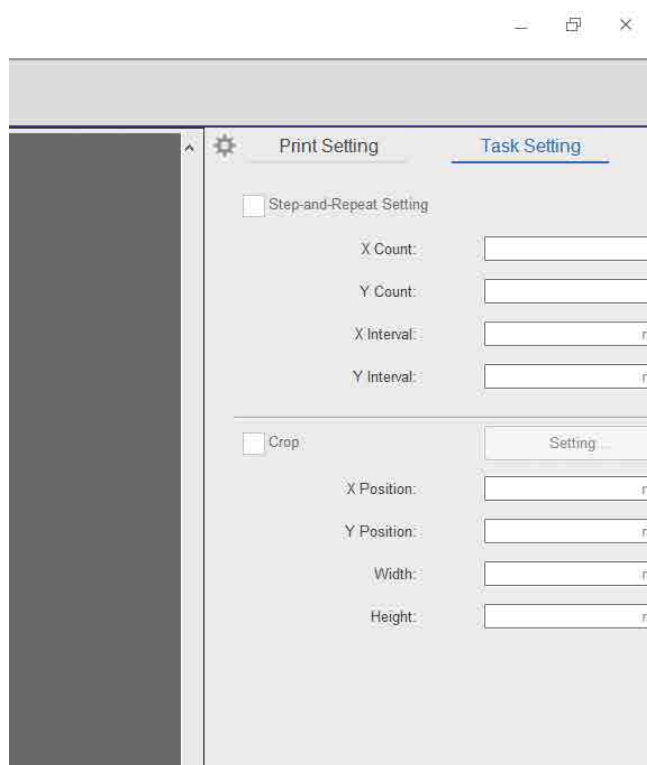 Print Setting
Task Setting
Step-and-Repeat Setting
X Count:
Y Count:
X Interval:
Y Interval:
Crop
Setting...
X Position:
Y Position:
Width:
Height: